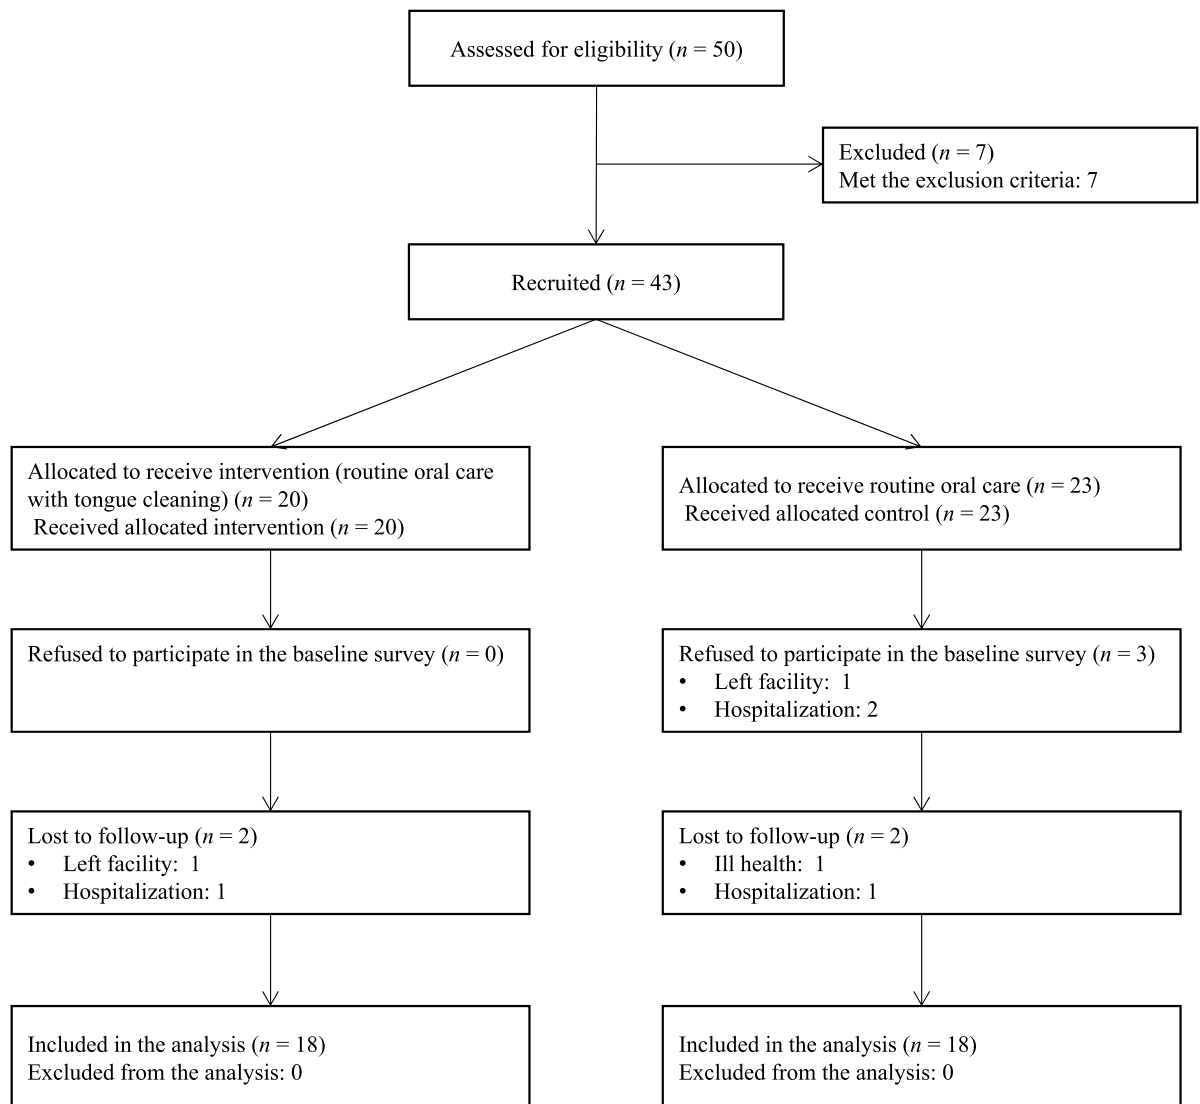 Assessed for eligibility (n = 50)
Excluded (n = 7)
Met the exclusion criteria: 7
Recruited (n = 43)
Allocated to receive intervention (routine oral care
with tongue cleaning) (n = 20)
Received allocated intervention (n = 20)
Allocated to receive routine oral care (n = 23)
Received allocated control (n = 23)
Refused to participate in the baseline survey (n = 0)
Refused to participate in the baseline survey (n = 3)
• Left facility: 1
• Hospitalization: 2
Lost to follow-up (n = 2)
• Left facility: 1
• Hospitalization: 1
Lost to follow-up (n = 2)
• Ill health: 1
• Hospitalization: 1
Included in the analysis (n = 18)
Excluded from the analysis: 0
Included in the analysis (n = 18)
Excluded from the analysis: 0